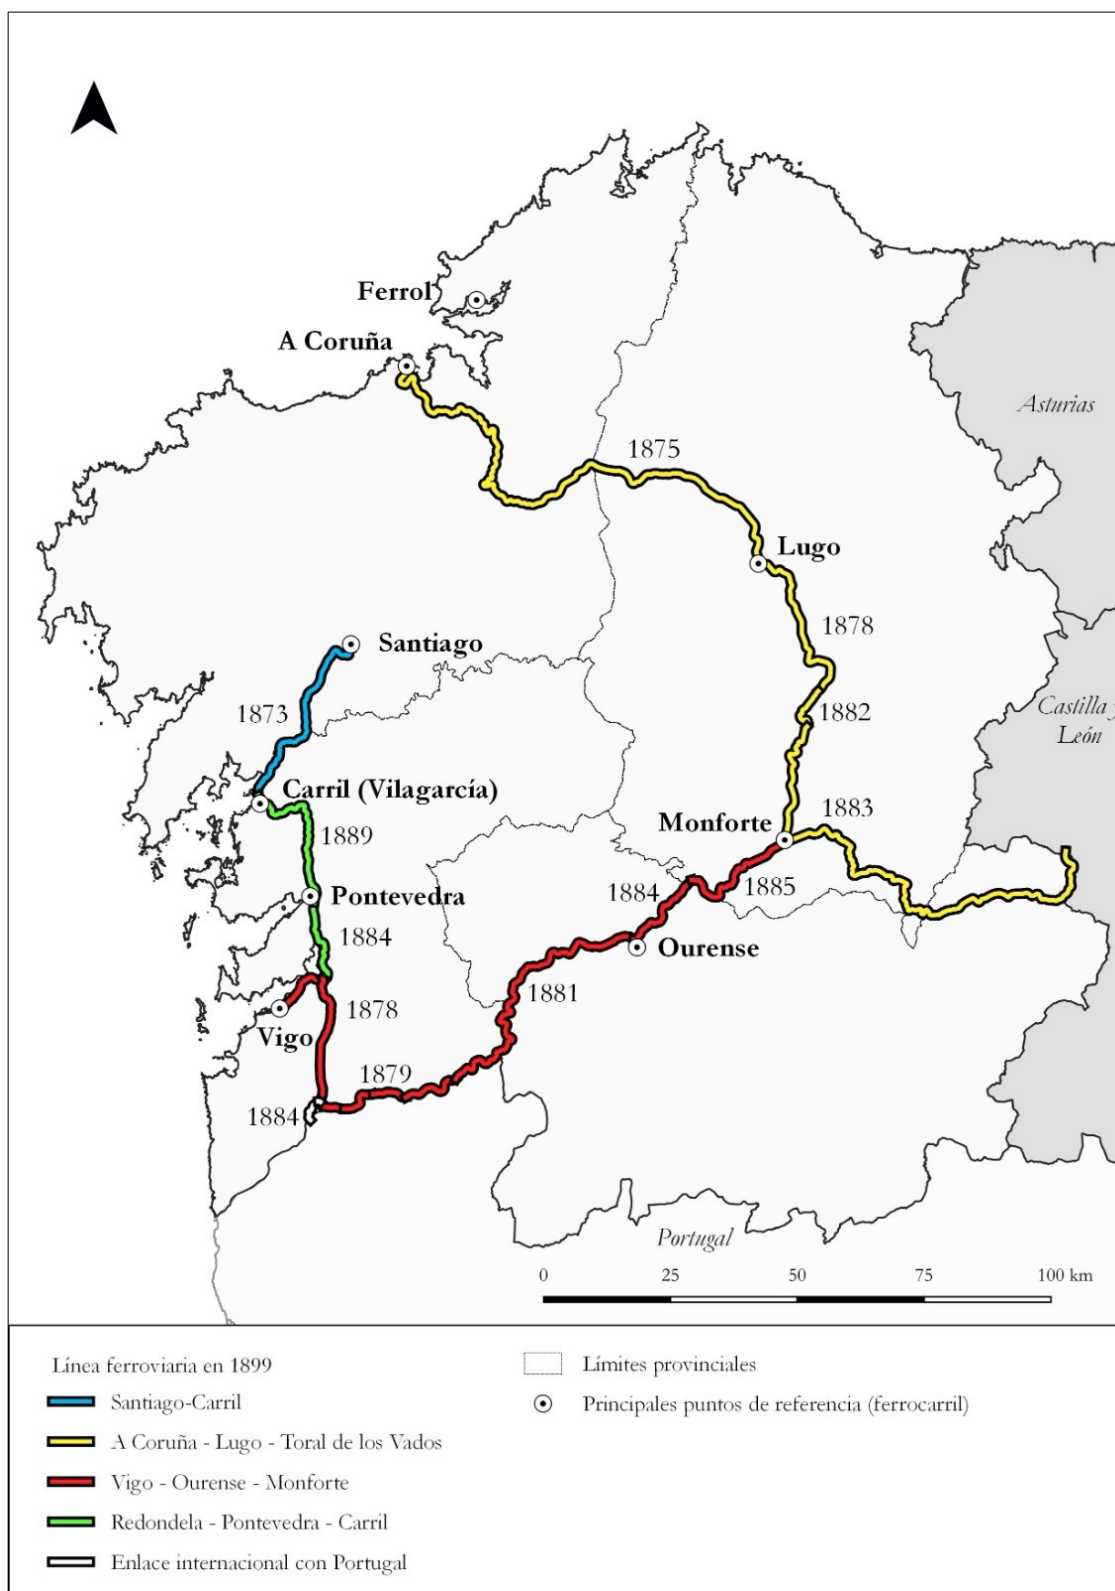 Ferrol
A Coruña
Asturias
1875
Lugo
1878
Santiago
1873
1882
Castilla y
León
Carril (Vilagarcía)
1883
Monforte
1889
1884
1885
Pontevedra
1884
Ourense
1881
1878
Vigo
1879
1884
Portugal
0 25 50 75 100 km
Línea ferroviaria en 1899
Santiago-Carril
A Coruña - Lugo - Toral de los Vados
Vigo - Ourense - Monforte
Redondela - Pontevedra - Carril
Enlace internacional con Portugal
Límites provinciales
Principales puntos de referencia (ferrocarril)